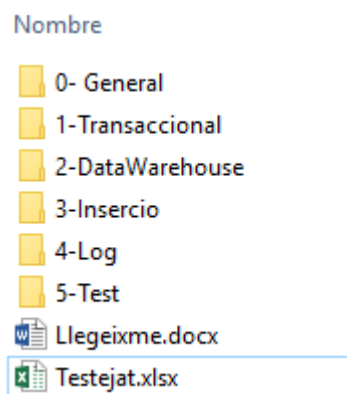 Nombre
0- General
1-Transaccional
2-DataWarehouse
3-Insercio
4-Log
5-Test
Llegeixme.docx
Testejat.xlsx